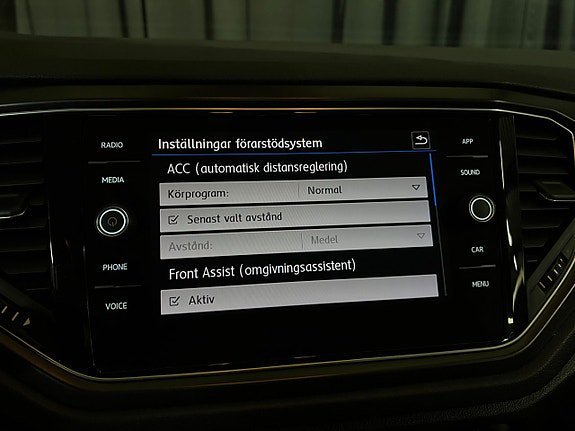 RADIO
MEDIA
PHONE
VOICE
Inställningar förarstödsystem
ACC (automatisk distansreglering)
Körprogram: Normal
Senast valt avstånd
Avstånd: Medel
Front Assist (omgivningsassistent)
Aktiv
APP
SOUND
CAR
MENU